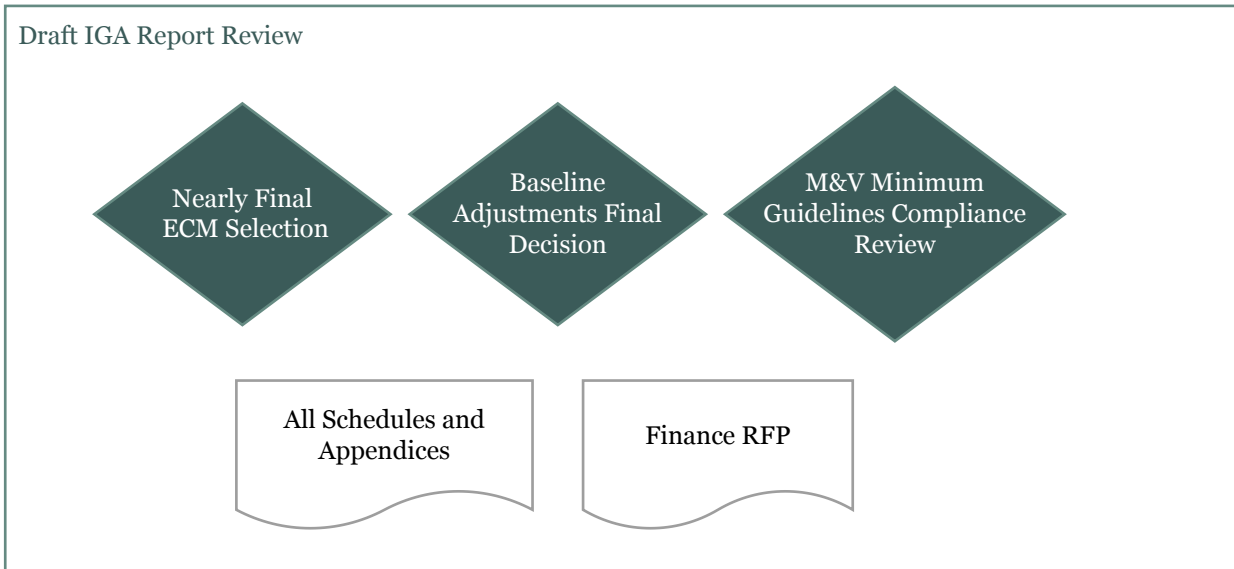 Draft IGA Report Review
Nearly Final
ECM Selection
Baseline
Adjustments Final
Decision
M&V Minimum
Guidelines Compliance
Review
All Schedules and
Appendices
Finance RFP